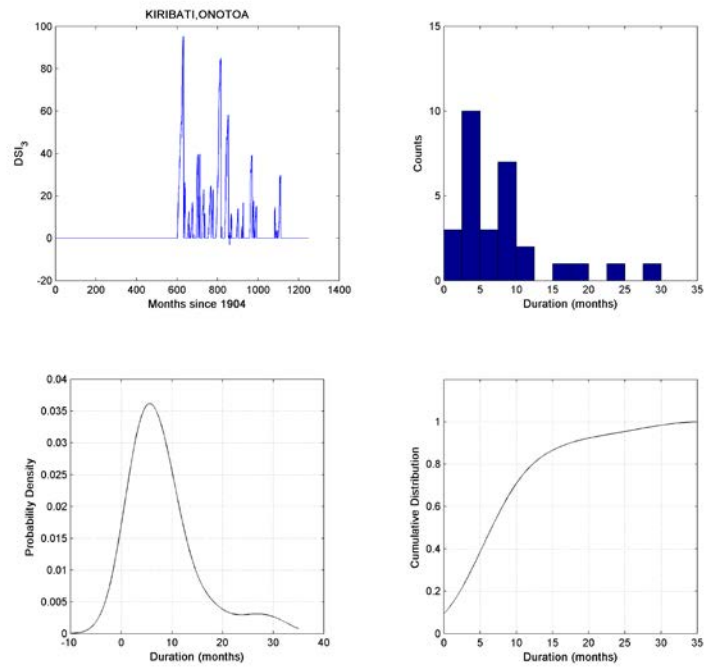 KIRIBATI,ONOTOA
100
80
60
40
20
0
-20
DSI3
0 200 400 600 800 1000 1200 1400
Months since 1904
15
10
5
0
Counts
0 5 10 15 20 25 30 35
Duration (months)
0.04
0.035
0.03
0.025
0.02
0.015
0.01
0.005
0
Probability Density
-10 0 10 20 30 40
Duration (months)
1
0.8
0.6
0.4
0.2
0
Cumulative Distribution
0 5 10 15 20 25 30 35
Duration (months)